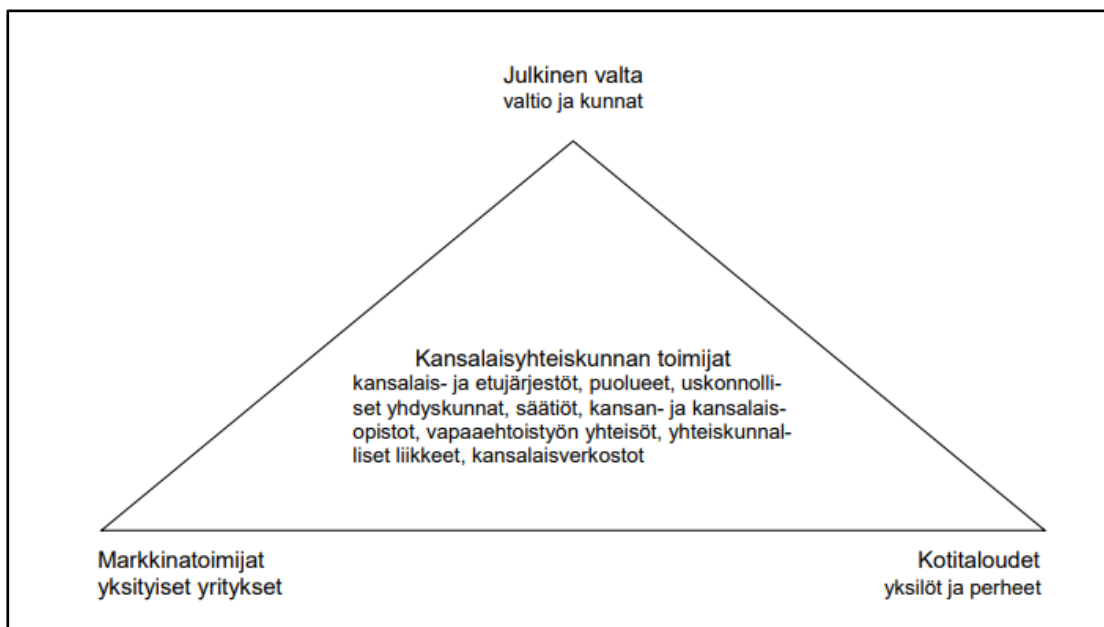 Julkinen valta
valtio ja kunnat
Kansalaisyhteiskunnan toimijat
kansalais- ja etujärjestöt, puolueet, uskonnolli-
set yhdyskunnat, säätiöt, kansan- ja kansalais-
opistot, vapaaehtoistyön yhteisöt, yhteiskunnal-
liset liikkeet, kansalaisverkostot
Markkinatoimijat
yksityiset yritykset
Kotitaloudet
yksilöt ja perheet